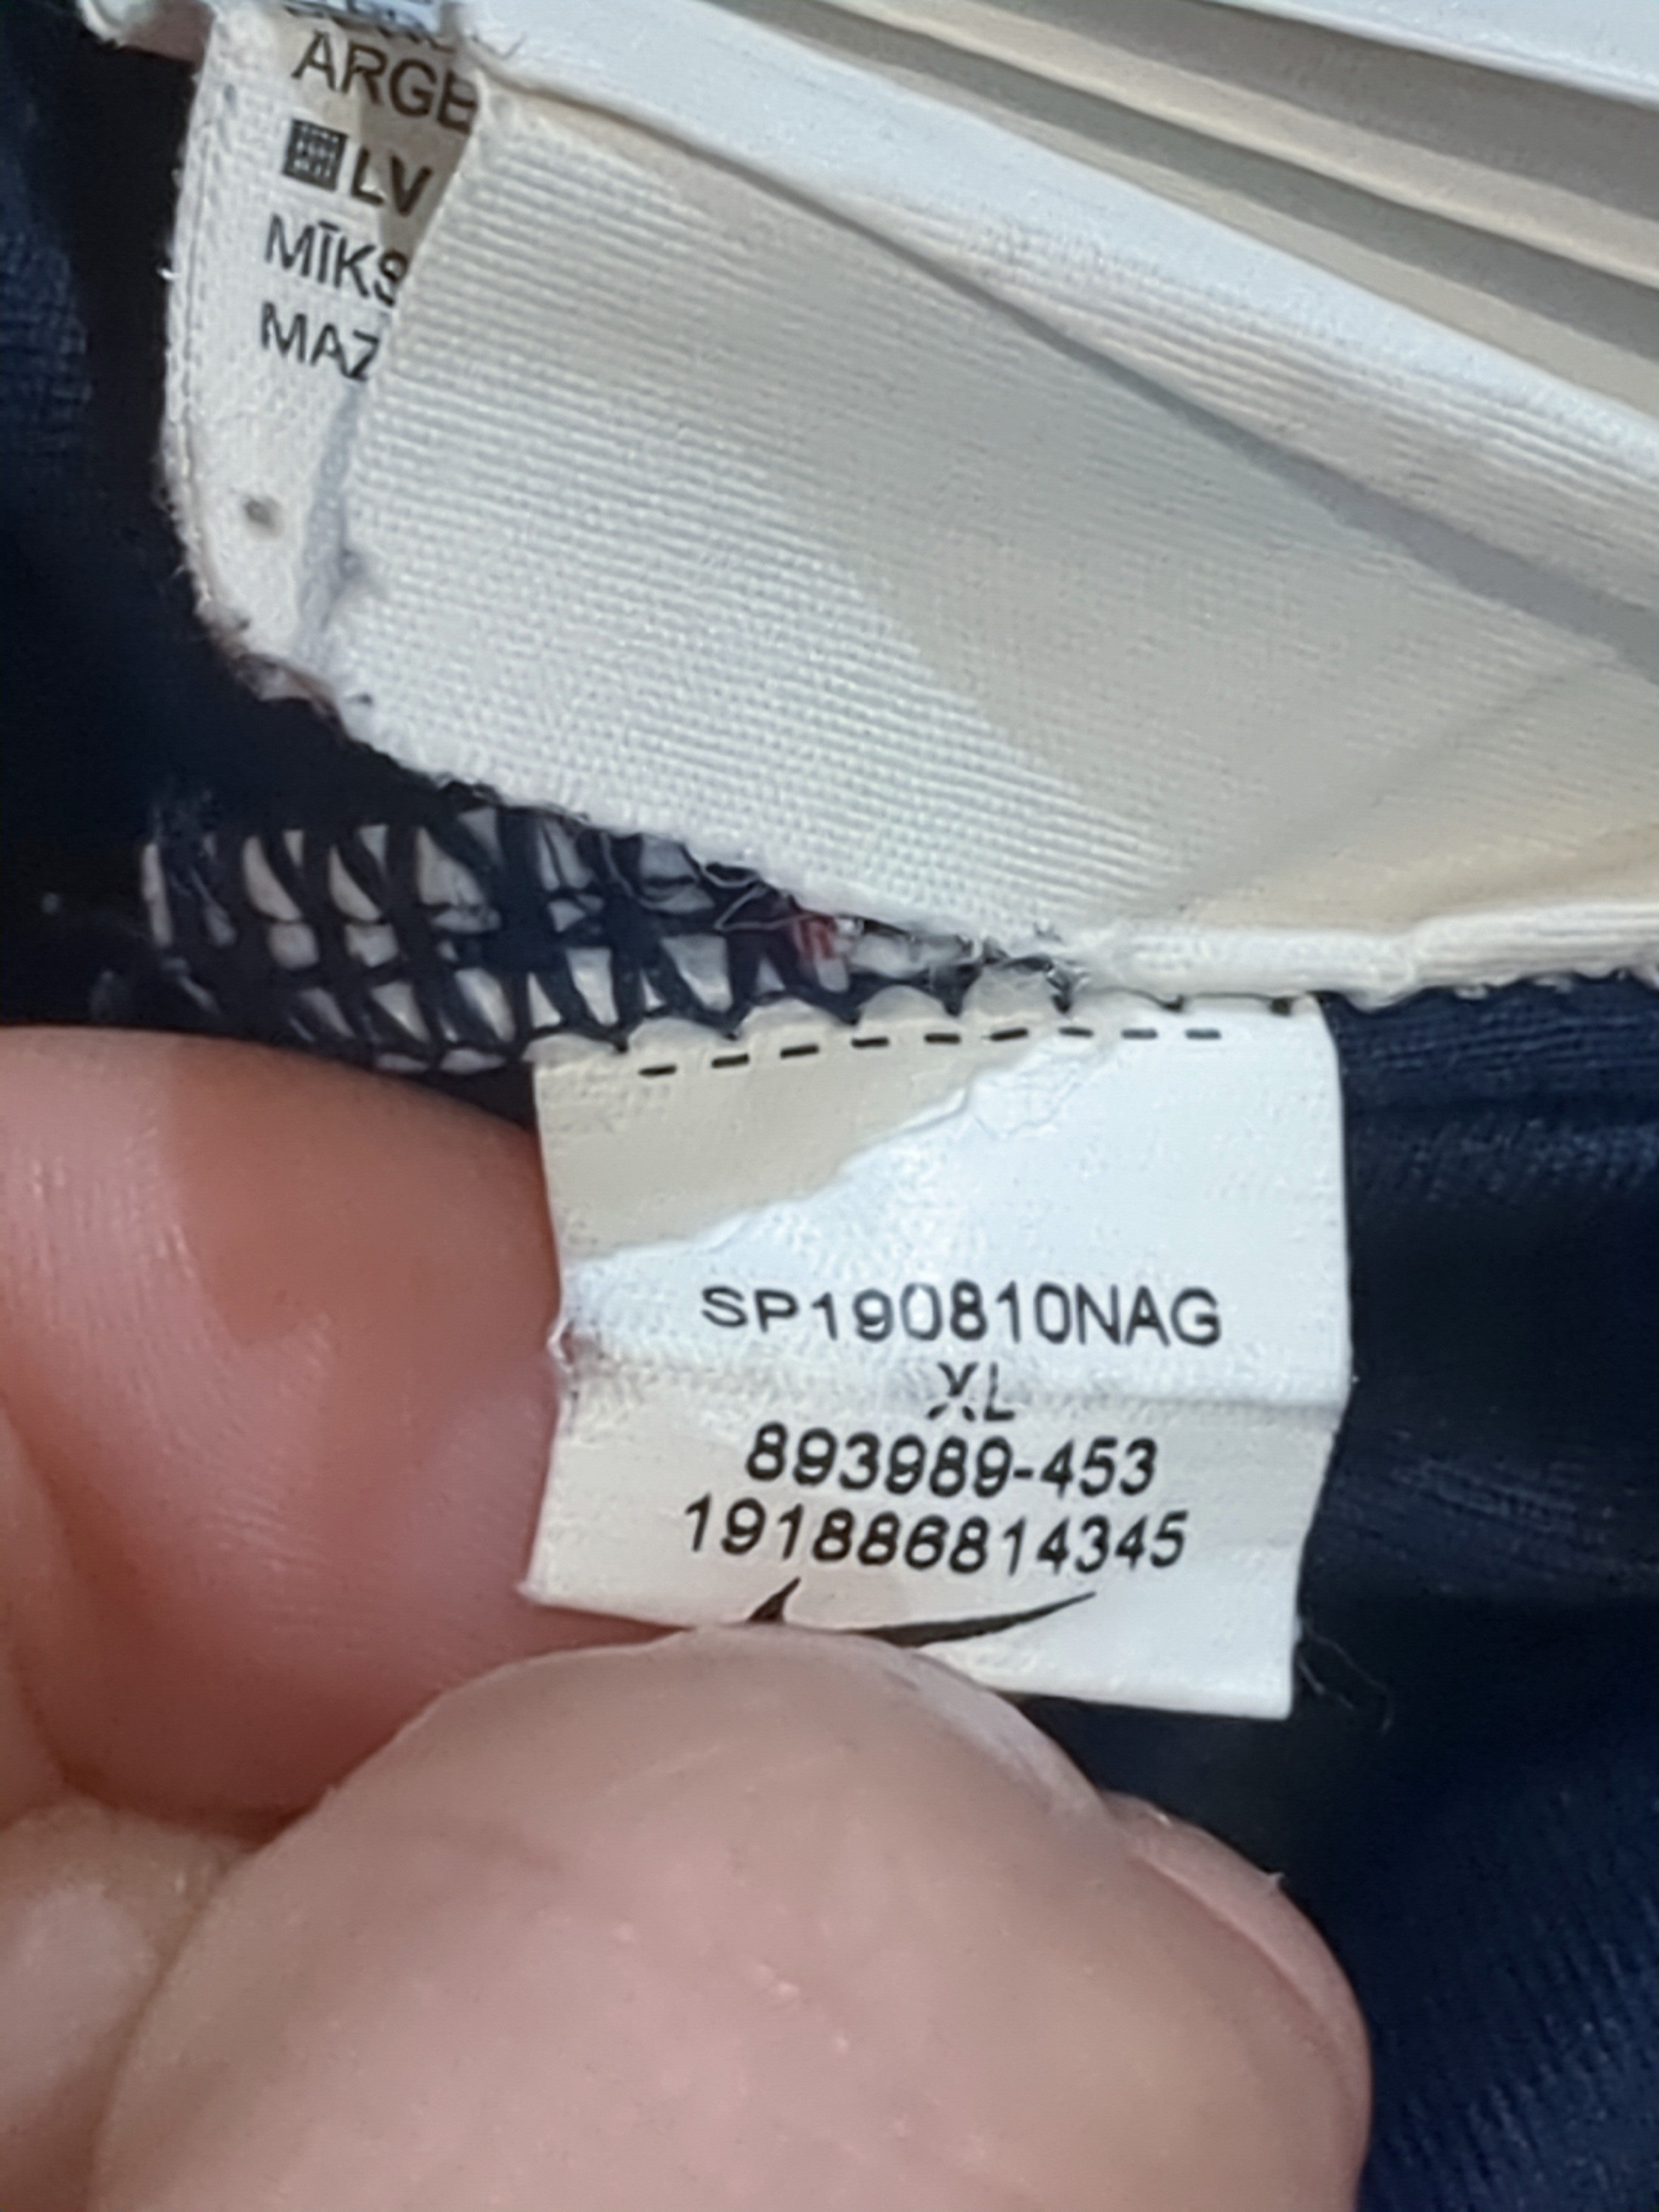 ARGE
LV
MĪKS
MAZ
SP190810NAG
XL
893989-453
191886814345